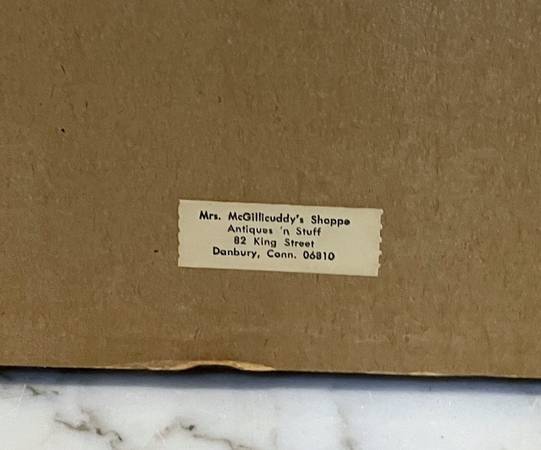 Mrs. McGillicuddy's Shoppe
Antiques 'n Stuff
82 King Street
Danbury, Conn. 06810